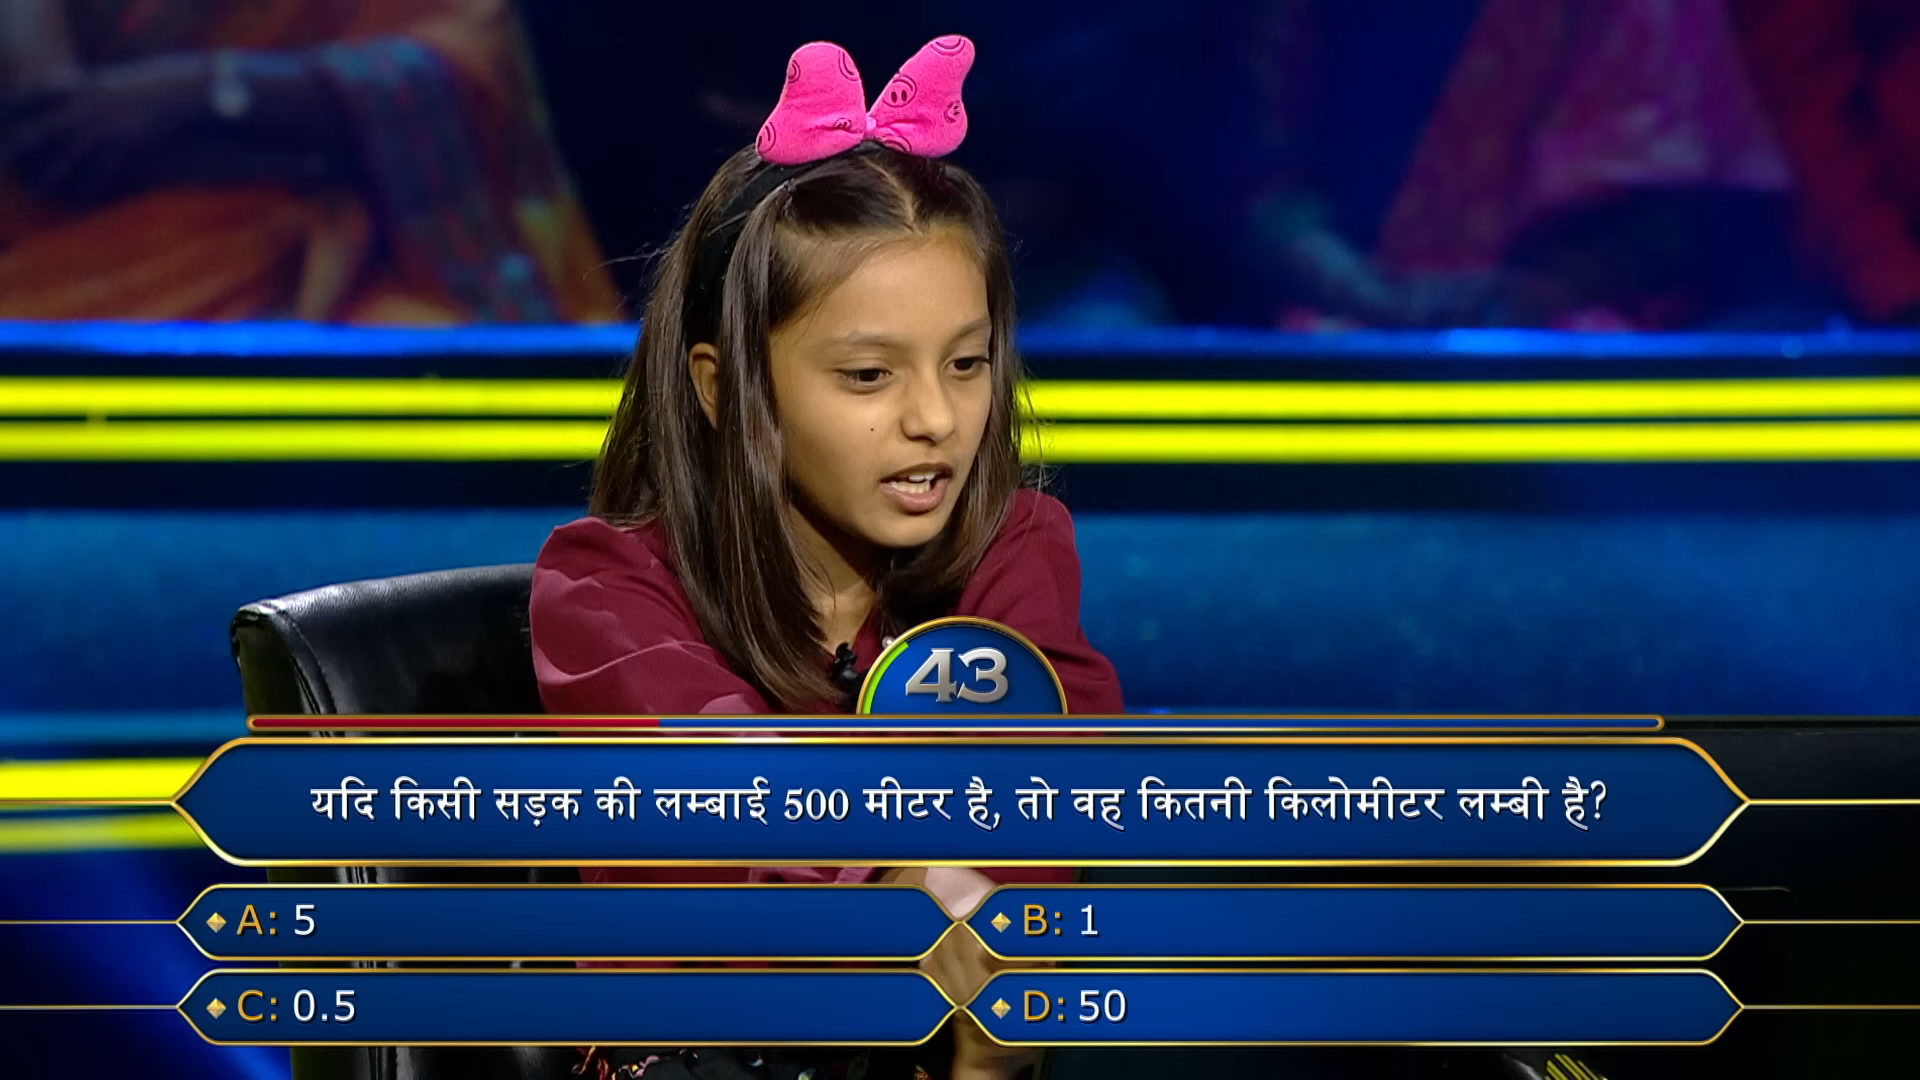 43
यदि किसी सड़क की लम्बाई 500 मीटर है, तो वह कितनी किलोमीटर लम्बी है?
A: 5
B: 1
C: 0.5
D: 50